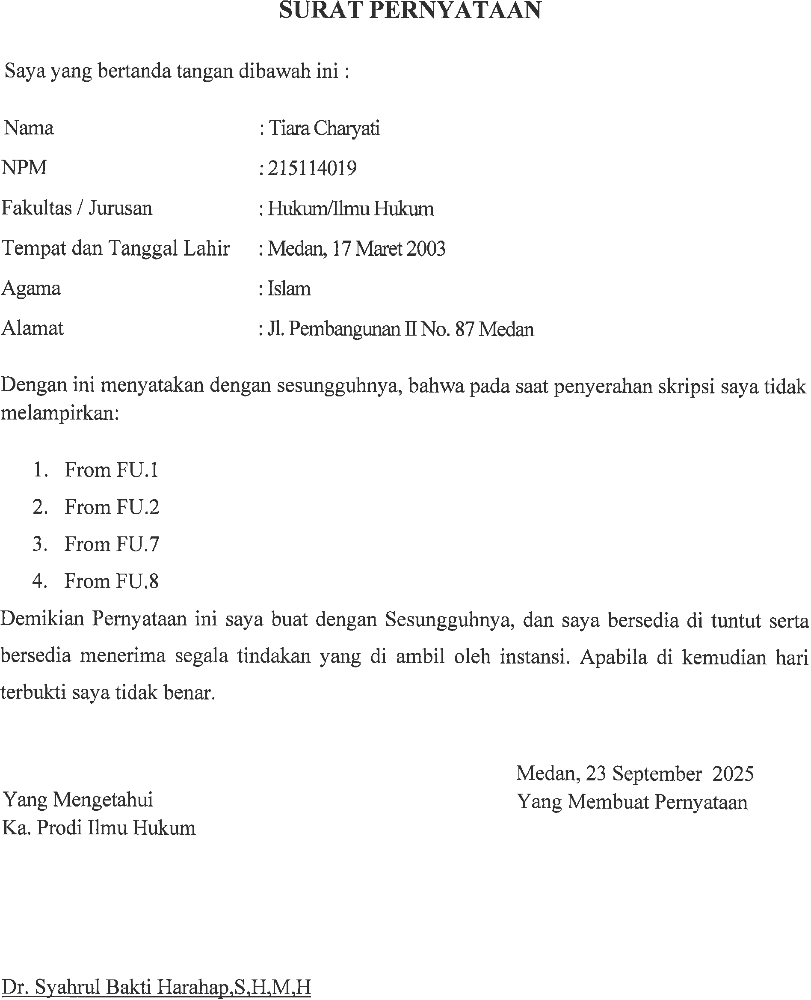 SURAT PERNYATAAN
Saya yang bertanda tangan dibawah ini :
Nama : Tiara Charyati
NPM : 215114019
Fakultas / Jurusan : Hukum/Ilmu Hukum
Tempat dan Tanggal Lahir : Medan, 17 Maret 2003
Agama : Islam
Alamat : Jl. Pembangunan II No. 87 Medan
Dengan ini menyatakan dengan sesungguhnya, bahwa pada saat penyerahan skripsi saya tidak
melampirkan:
1. From FU.1
2. From FU.2
3. From FU.7
4. From FU.8
Demikian Pernyataan ini saya buat dengan Sesungguhnya, dan saya bersedia di tuntut serta
bersedia menerima segala tindakan yang di ambil oleh instansi. Apabila di kemudian hari
terbukti saya tidak benar.
Medan, 23 September 2025
Yang Mengetahui
Yang Membuat Pernyataan
Ka. Prodi Ilmu Hukum
Dr. Syahrul Bakti Harahap,S,H,M,H